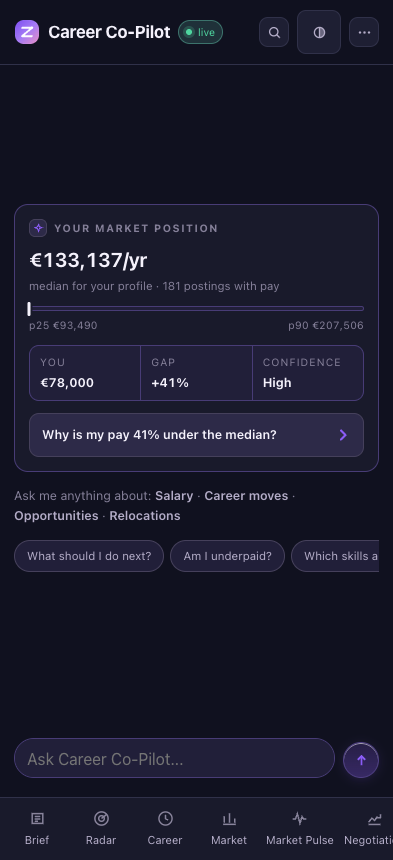 Career Co-Pilot live
YOUR MARKET POSITION
€133,137/yr
median for your profile · 181 postings with pay
p25 €93,490 p90 €207,506
YOU GAP CONFIDENCE
€78,000 +41% High
Why is my pay 41% under the median?
Ask me anything about: Salary · Career moves ·
Opportunities · Relocations
What should I do next? Am I underpaid? Which skills a
Ask Career Co-Pilot...
Brief Radar Career Market Market Pulse Negotiati